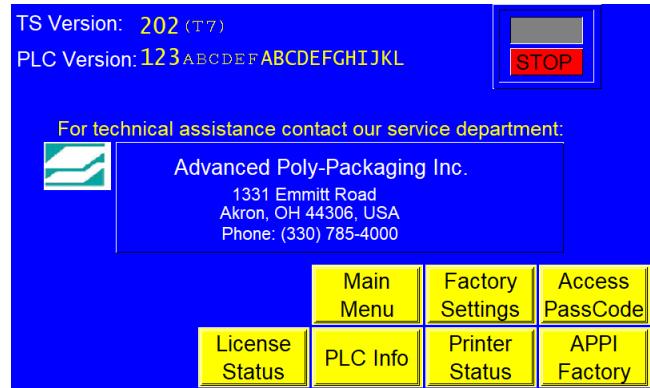 TS Version: 202 (T7)
PLC Version: 123 ABCDEF ABCDEFGHIJKL
STOP
For technical assistance contact our service department:
Advanced Poly-Packaging Inc.
1331 Emmitt Road
Akron, OH 44306, USA
Phone: (330) 785-4000
Main Menu
Factory Settings
Access PassCode
License Status
PLC Info
Printer Status
APPI Factory